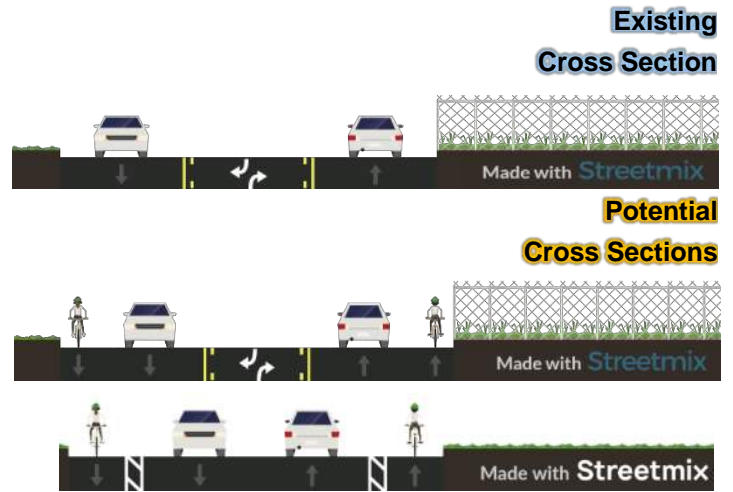 Existing
Cross Section
Made with Streetmix
Potential
Cross Sections
Made with Streetmix
Made with Streetmix